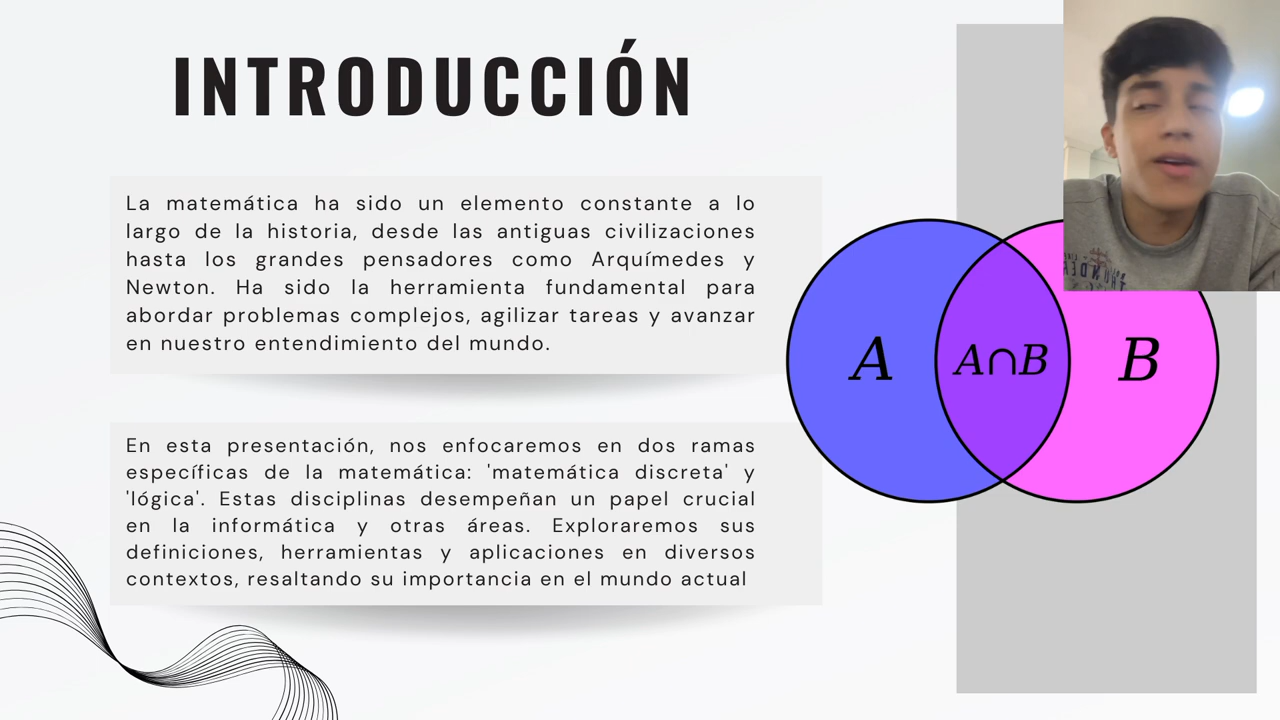 INTRODUCCIÓN
La matemática ha sido un elemento constante a lo
largo de la historia, desde las antiguas civilizaciones
hasta los grandes pensadores como Arquímedes y
Newton. Ha sido la herramienta fundamental para
abordar problemas complejos, agilizar tareas y avanzar
en nuestro entendimiento del mundo.
En esta presentación, nos enfocaremos en dos ramas
específicas de la matemática: 'matemática discreta' y
'lógica'. Estas disciplinas desempeñan un papel crucial
en la informática y otras áreas. Exploraremos sus
definiciones, herramientas y aplicaciones en diversos
contextos, resaltando su importancia en el mundo actual
A
A∩B
B